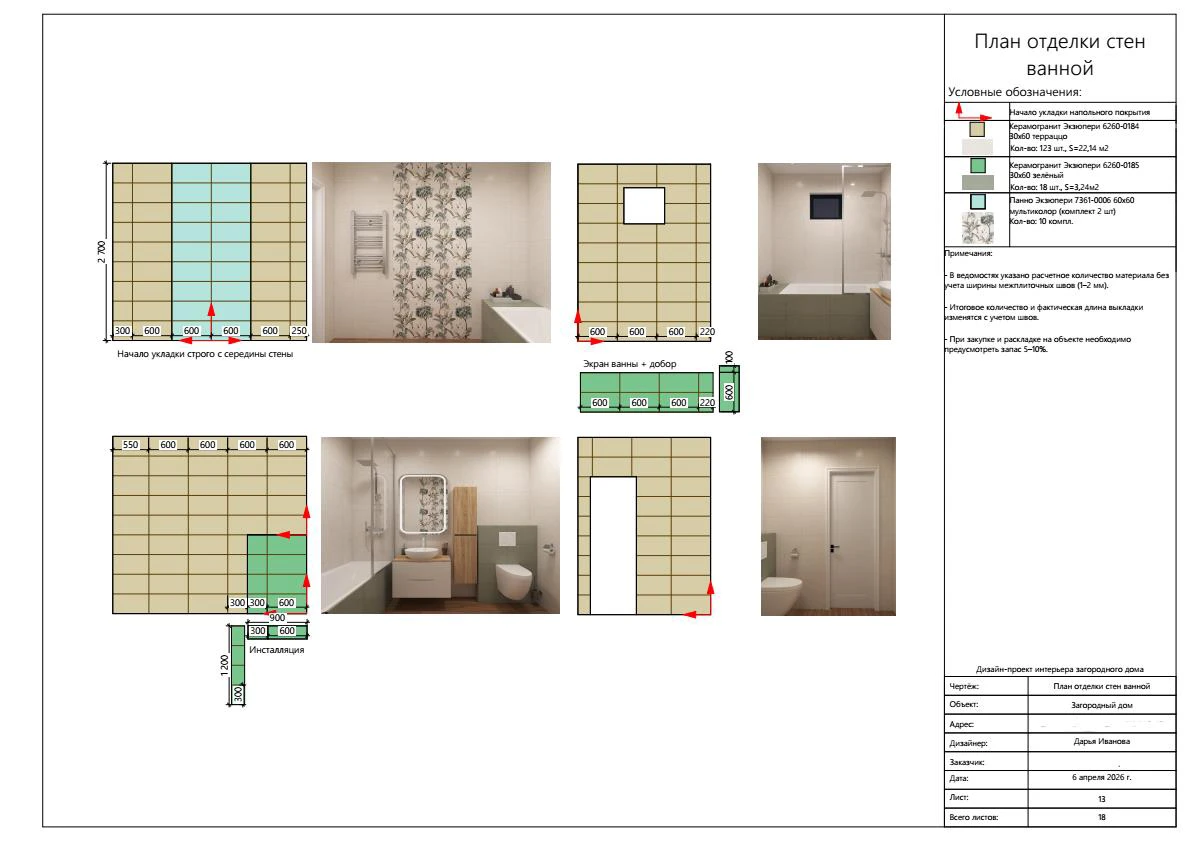 План отделки стен
ванной
Условные обозначения:
Начало укладки напольного покрытия
Керамогранит Экзюпери 6260-0184
30х60 терраццо
Кол-во: 123 шт., S=22,14 м2
Керамогранит Экзюпери 6260-0185
30х60 зелёный
Кол-во: 18 шт., S=3,24м2
Панно Экзюпери 7361-0006 60х60
мультиколор (комплект 2 шт)
Кол-во: 10 компл.
Примечания:
- В ведомостях указано расчетное количество материала без
учета ширины межплиточных швов (1–2 мм).
- Итоговое количество и фактическая длина выкладки
изменятся с учетом швов.
- При закупке и раскладке на объекте необходимо
предусмотреть запас 5–10%.
2 700
300 600 600 600 600 250
Начало укладки строго с середины стены
600 600 600 220
Экран ванны + добор
600 600 600 220
100
600
550 600 600 600 600
300 300 600
900
300 600
Инсталляция
1 200
300
Дизайн-проект интерьера загородного дома
Чертёж: План отделки стен ванной
Объект: Загородный дом
Адрес:
Дизайнер: Дарья Иванова
Заказчик: .
Дата: 6 апреля 2026 г.
Лист: 13
Всего листов: 18